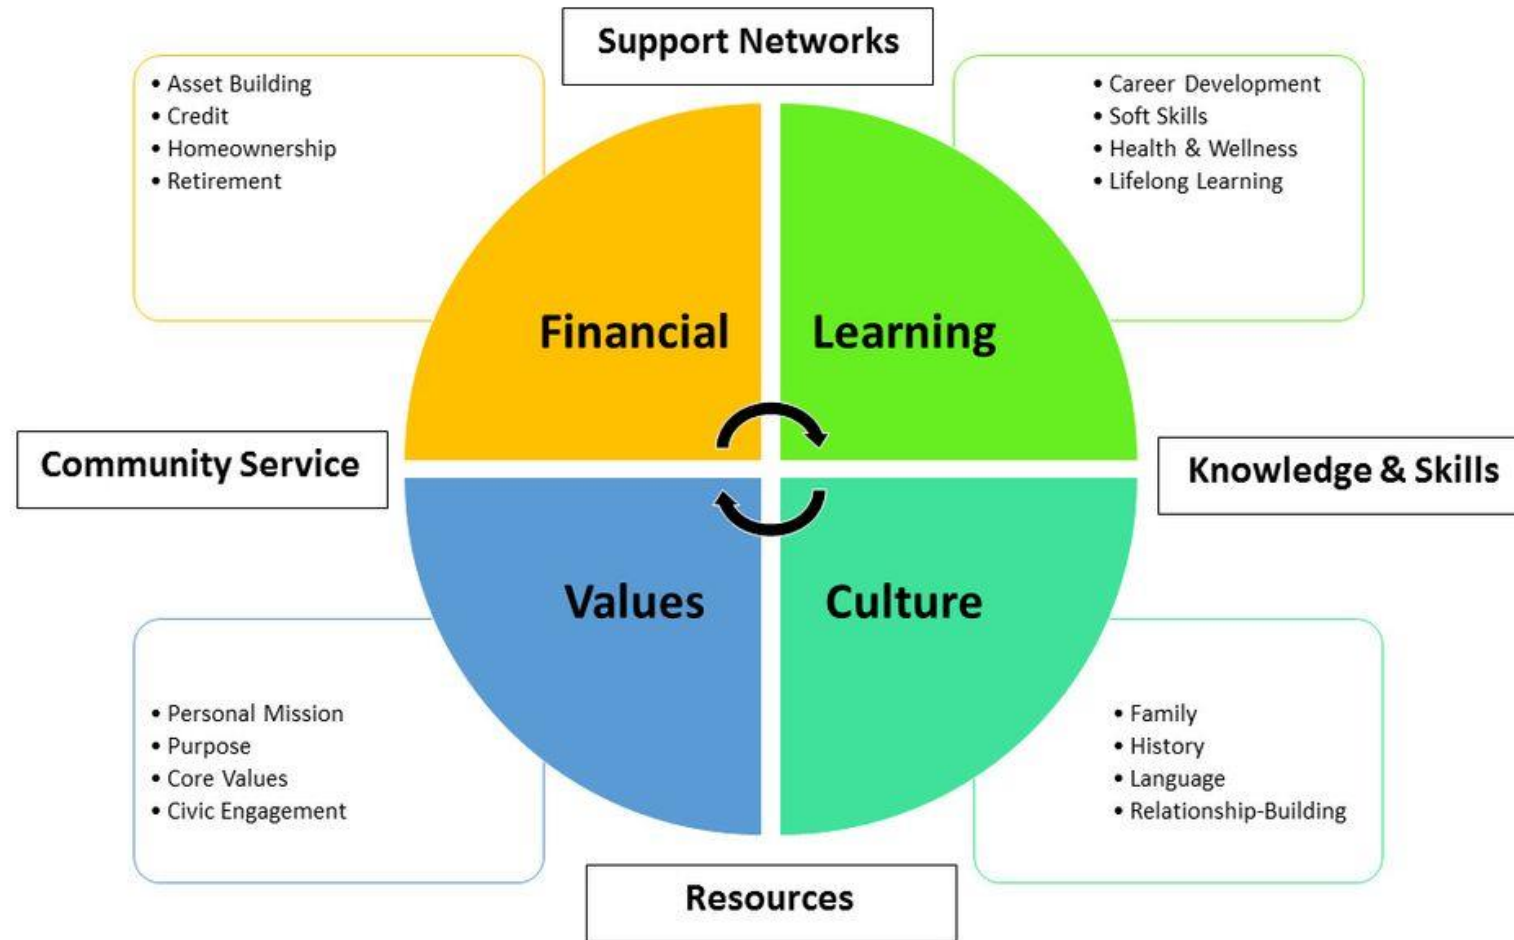 Support Networks
• Asset Building
• Credit
• Homeownership
• Retirement
• Career Development
• Soft Skills
• Health & Wellness
• Lifelong Learning
Financial
Learning
Community Service
Knowledge & Skills
Values
Culture
• Personal Mission
• Purpose
• Core Values
• Civic Engagement
• Family
• History
• Language
• Relationship-Building
Resources